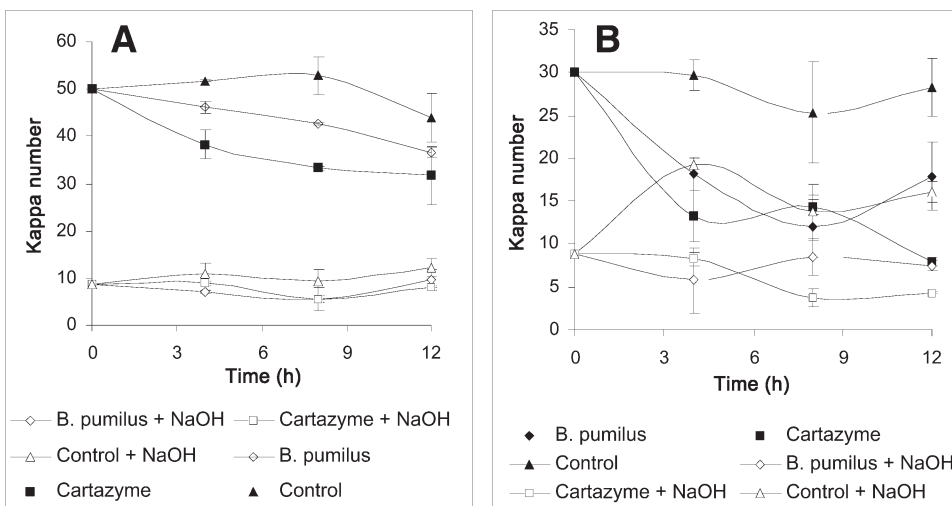 A
Kappa number
60
50
40
30
20
10
0
0 3 6 9 12
Time (h)
B. pumilus + NaOH Cartazyme + NaOH
Control + NaOH B. pumilus
Cartazyme Control
B
Kappa number
35
30
25
20
15
10
5
0
0 3 6 9 12
Time (h)
B. pumilus Cartazyme
Control B. pumilus + NaOH
Cartazyme + NaOH Control + NaOH